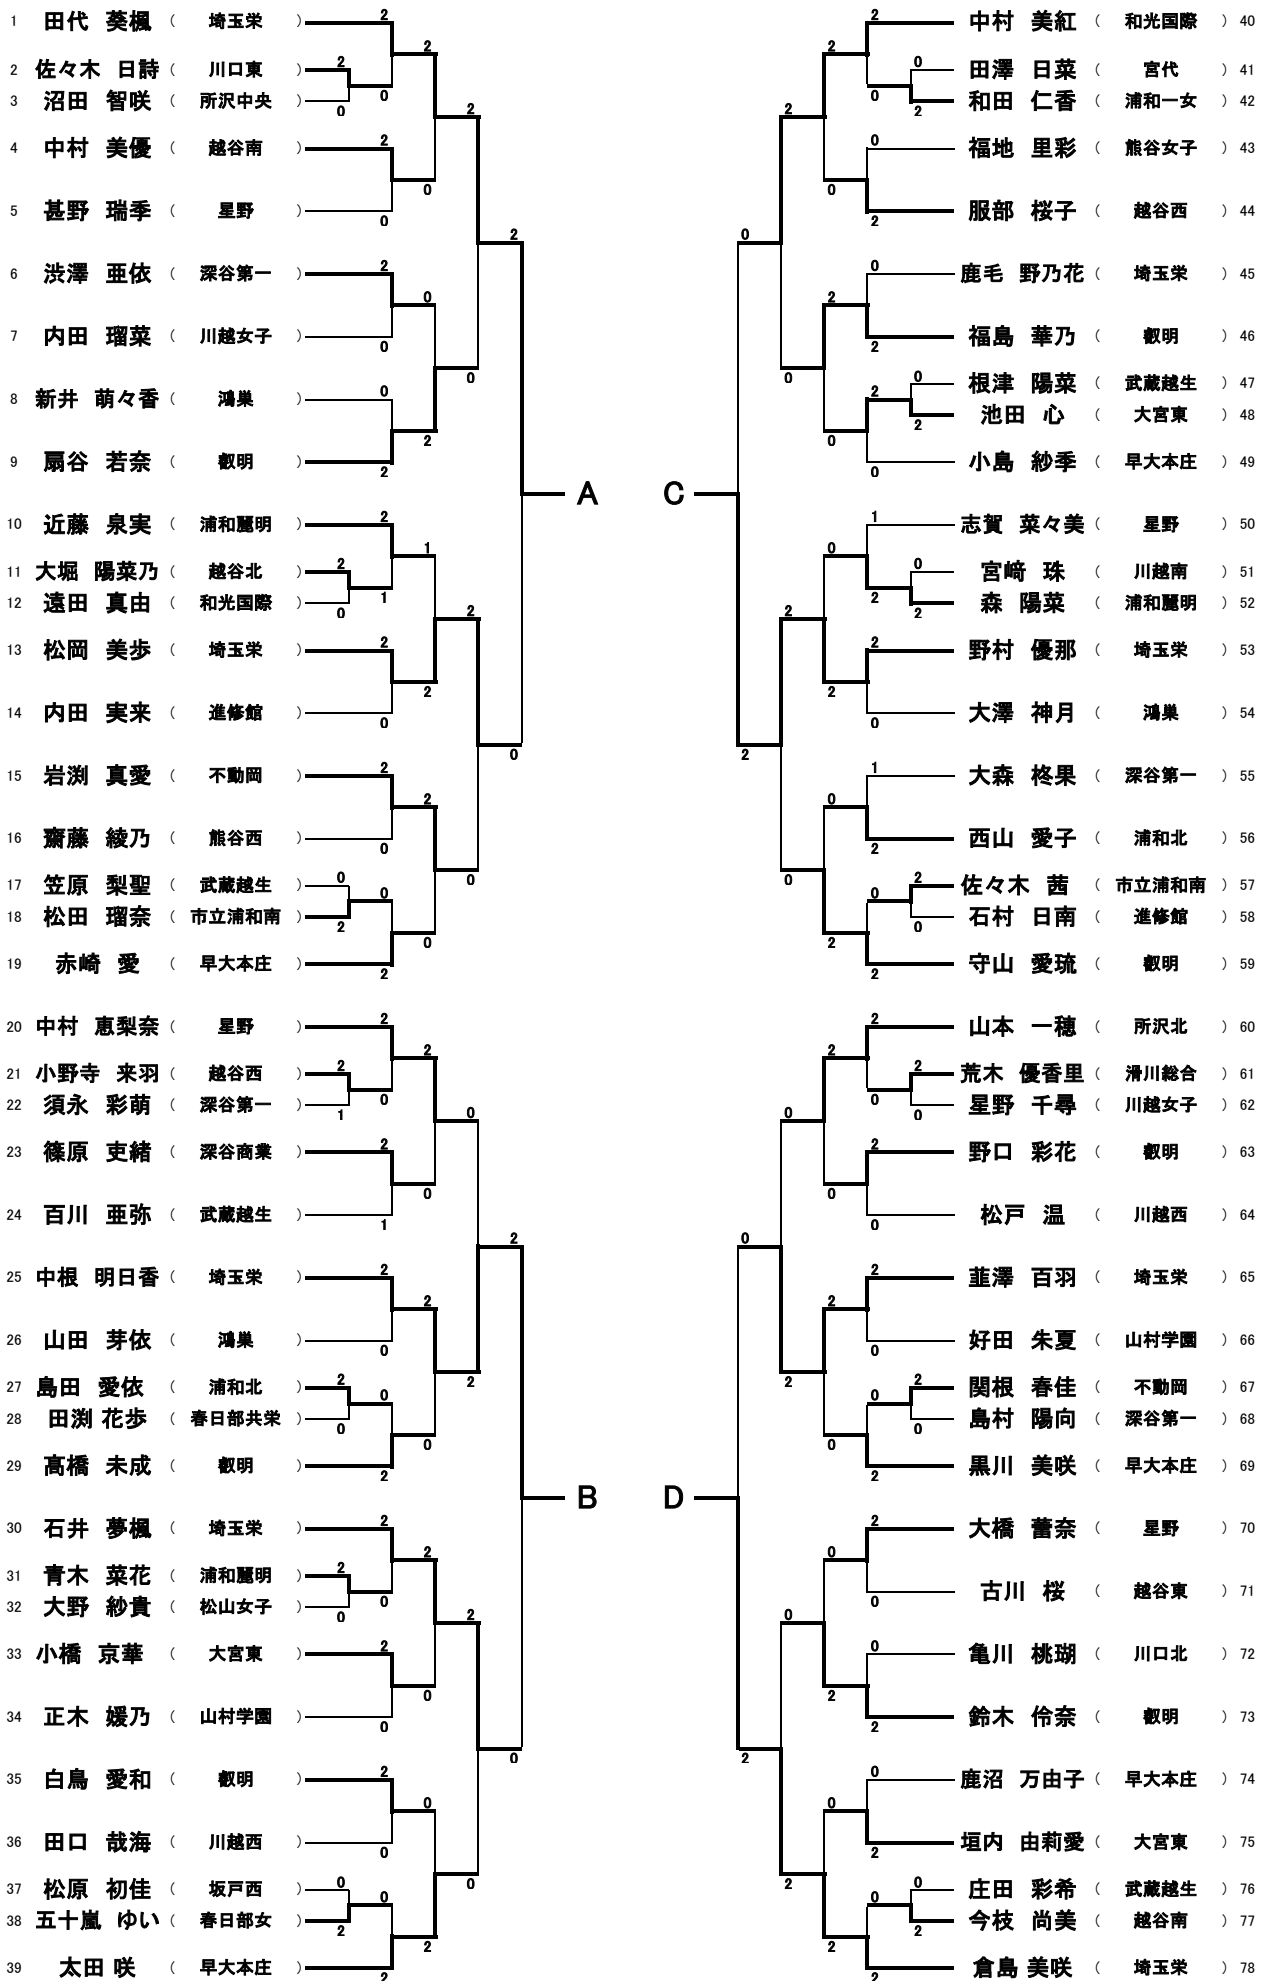 1 田代 葵楓 ( 埼玉栄 )
2 佐々木 日詩 ( 川口東 )
3 沼田 智咲 ( 所沢中央 )
4 中村 美優 ( 越谷南 )
5 甚野 瑞季 ( 星野 )
6 渋澤 亜依 ( 深谷第一 )
7 内田 瑠菜 ( 川越女子 )
8 新井 萌々香 ( 鴻巣 )
9 扇谷 若奈 ( 叡明 )
10 近藤 泉実 ( 浦和麗明 )
11 大堀 陽菜乃 ( 越谷北 )
12 遠田 真由 ( 和光国際 )
13 松岡 美歩 ( 埼玉栄 )
14 内田 実来 ( 進修館 )
15 岩渕 真愛 ( 不動岡 )
16 齋藤 綾乃 ( 熊谷西 )
17 笠原 梨聖 ( 武蔵越生 )
18 松田 瑠奈 ( 市立浦和南 )
19 赤崎 愛 ( 早大本庄 )
20 中村 恵梨奈 ( 星野 )
21 小野寺 来羽 ( 越谷西 )
22 須永 彩萌 ( 深谷第一 )
23 篠原 吏緒 ( 深谷商業 )
24 百川 亜弥 ( 武蔵越生 )
25 中根 明日香 ( 埼玉栄 )
26 山田 芽依 ( 鴻巣 )
27 島田 愛依 ( 浦和北 )
28 田渕 花歩 ( 春日部共栄 )
29 髙橋 未成 ( 叡明 )
30 石井 夢楓 ( 埼玉栄 )
31 青木 菜花 ( 浦和麗明 )
32 大野 紗貴 ( 松山女子 )
33 小橋 京華 ( 大宮東 )
34 正木 媛乃 ( 山村学園 )
35 白鳥 愛和 ( 叡明 )
36 田口 哉海 ( 川越西 )
37 松原 初佳 ( 坂戸西 )
38 五十嵐 ゆい ( 春日部女 )
39 太田 咲 ( 早大本庄 )
A
B
C
D
中村 美紅 ( 和光国際 ) 40
田澤 日菜 ( 宮代 ) 41
和田 仁香 ( 浦和一女 ) 42
福地 里彩 ( 熊谷女子 ) 43
服部 桜子 ( 越谷西 ) 44
鹿毛 野乃花 ( 埼玉栄 ) 45
福島 華乃 ( 叡明 ) 46
根津 陽菜 ( 武蔵越生 ) 47
池田 心 ( 大宮東 ) 48
小島 紗季 ( 早大本庄 ) 49
志賀 菜々美 ( 星野 ) 50
宮﨑 珠 ( 川越南 ) 51
森 陽菜 ( 浦和麗明 ) 52
野村 優那 ( 埼玉栄 ) 53
大澤 神月 ( 鴻巣 ) 54
大森 柊果 ( 深谷第一 ) 55
西山 愛子 ( 浦和北 ) 56
佐々木 茜 ( 市立浦和南 ) 57
石村 日南 ( 進修館 ) 58
守山 愛琉 ( 叡明 ) 59
山本 一穂 ( 所沢北 ) 60
荒木 優香里 ( 滑川総合 ) 61
星野 千尋 ( 川越女子 ) 62
野口 彩花 ( 叡明 ) 63
松戸 温 ( 川越西 ) 64
韮澤 百羽 ( 埼玉栄 ) 65
好田 朱夏 ( 山村学園 ) 66
関根 春佳 ( 不動岡 ) 67
島村 陽向 ( 深谷第一 ) 68
黒川 美咲 ( 早大本庄 ) 69
大橋 蕾奈 ( 星野 ) 70
古川 桜 ( 越谷東 ) 71
亀川 桃瑚 ( 川口北 ) 72
鈴木 伶奈 ( 叡明 ) 73
鹿沼 万由子 ( 早大本庄 ) 74
垣内 由莉愛 ( 大宮東 ) 75
庄田 彩希 ( 武蔵越生 ) 76
今枝 尚美 ( 越谷南 ) 77
倉島 美咲 ( 埼玉栄 ) 78